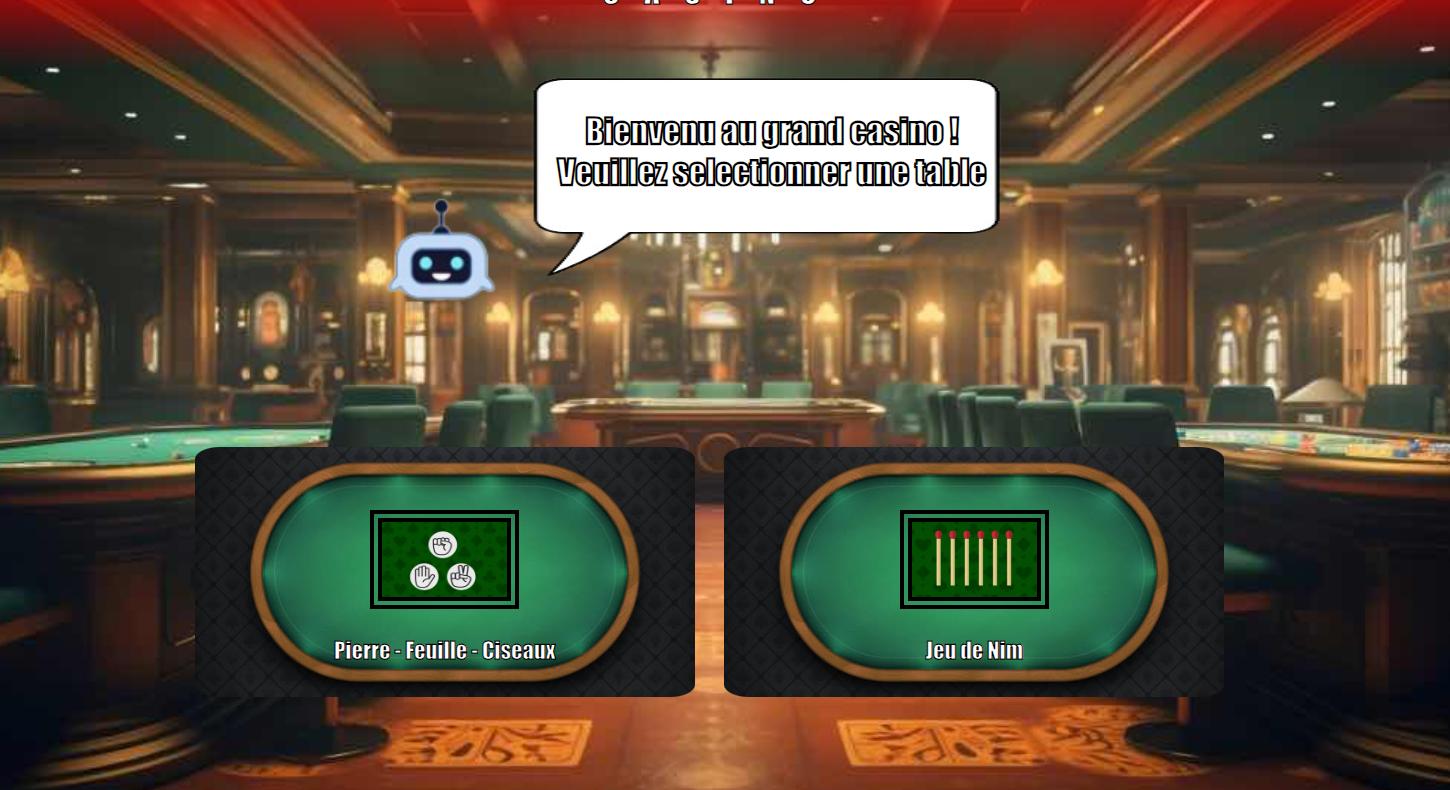 Bienvenu au grand casino !
Veuillez selectionner une table
Pierre - Feuille - Ciseaux
Jeu de Nim